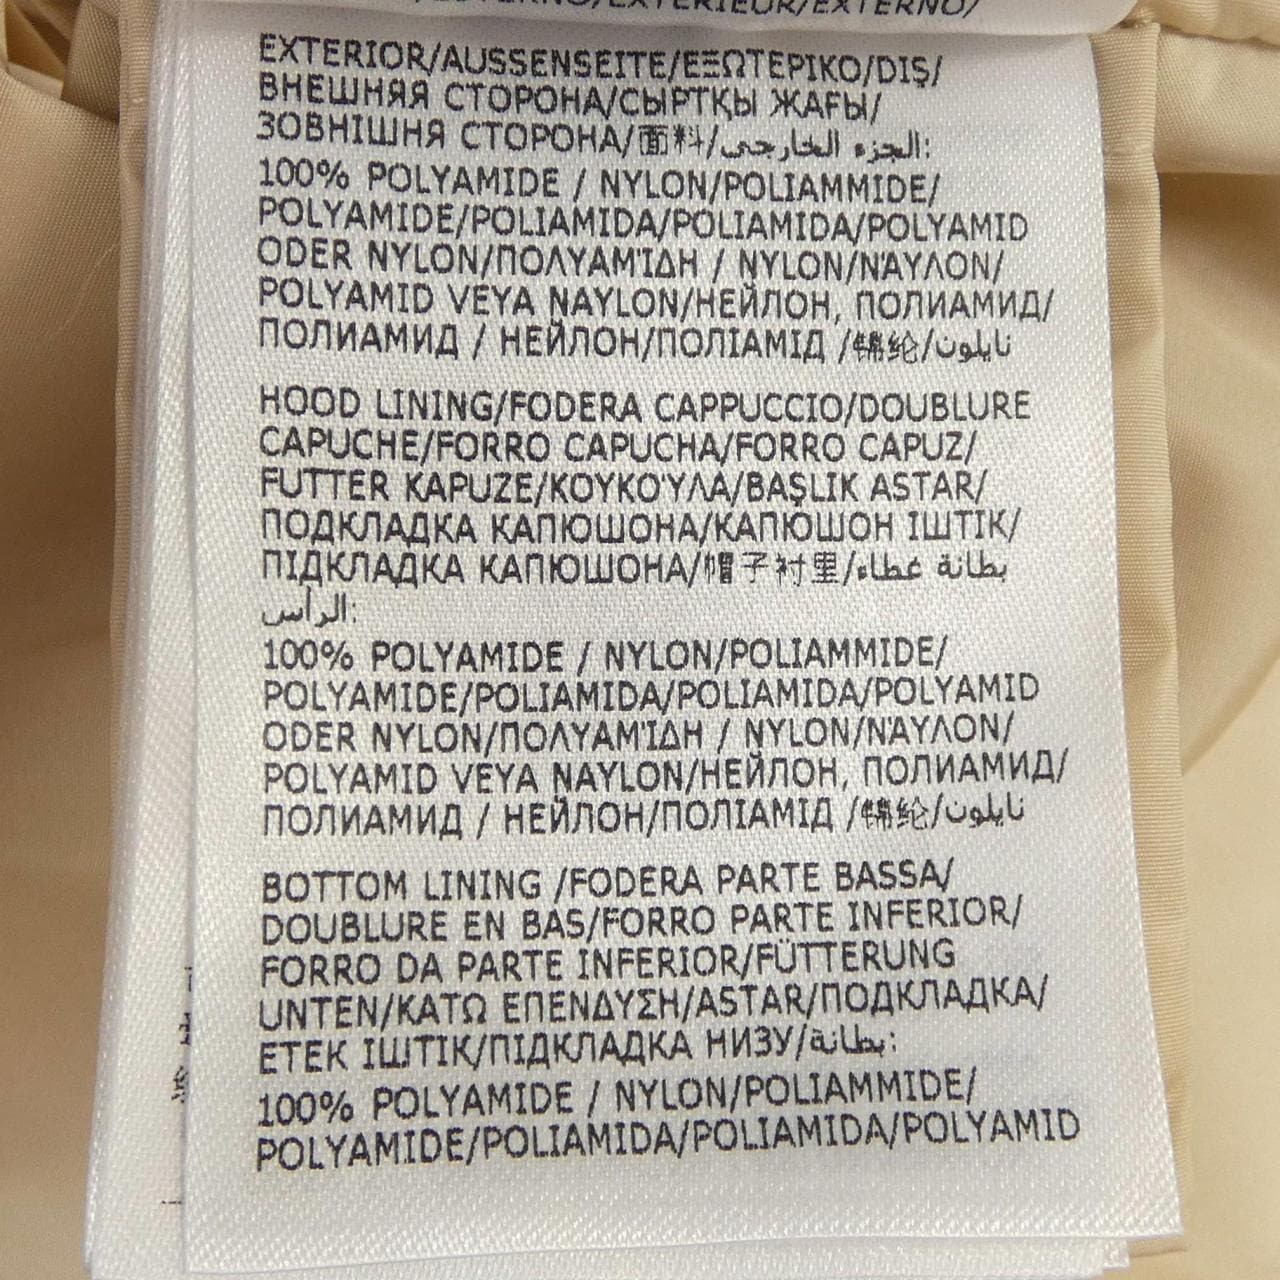 EXTERIOR/AUSSENSEITE/ΕΞΩΤΕΡΙΚΟ/DIŞ/
ВНЕШНЯЯ СТОРОНА/СЫРТҚЫ ЖАҒЫ/
ЗОВНІШНЯ СТОРОНА/面料/الجزء الخارجي:
100% POLYAMIDE / NYLON/POLIAMMIDE/
POLYAMIDE/POLIAMIDA/POLIAMIDA/POLYAMID
ODER NYLON/ΠΟΛΥΑΜΊΔΗ / NYLON/ΝΆΥΛΟΝ/
POLYAMID VEYA NAYLON/НЕЙЛОН, ПОЛИАМИД/
ПОЛИАМИД / НЕЙЛОН/ПОЛІАМІД /锦纶/نايلون
HOOD LINING/FODERA CAPPUCCIO/DOUBLURE
CAPUCHE/FORRO CAPUCHA/FORRO CAPUZ/
FUTTER KAPUZE/ΚΟΥΚΟΎΛΑ/BAŞLIK ASTAR/
ПОДКЛАДКА КАПЮШОНА/КАПЮШОН ІШТІК/
ПІДКЛАДКА КАПЮШОНА/帽子衬里/بطانة غطاء
الرأس:
100% POLYAMIDE / NYLON/POLIAMMIDE/
POLYAMIDE/POLIAMIDA/POLIAMIDA/POLYAMID
ODER NYLON/ΠΟΛΥΑΜΊΔΗ / NYLON/ΝΆΥΛΟΝ/
POLYAMID VEYA NAYLON/НЕЙЛОН, ПОЛИАМИД/
ПОЛИАМИД / НЕЙЛОН/ПОЛІАМІД /锦纶/نايلون
BOTTOM LINING /FODERA PARTE BASSA/
DOUBLURE EN BAS/FORRO PARTE INFERIOR/
FORRO DA PARTE INFERIOR/FÜTTERUNG
UNTEN/ΚΑΤΩ ΕΠΕΝΔΥΣΗ/ASTAR/ПОДКЛАДКА/
ЕТЕК ІШТІК/ПІДКЛАДКА НИЗУ/بطانة:
100% POLYAMIDE / NYLON/POLIAMMIDE/
POLYAMIDE/POLIAMIDA/POLIAMIDA/POLYAMID